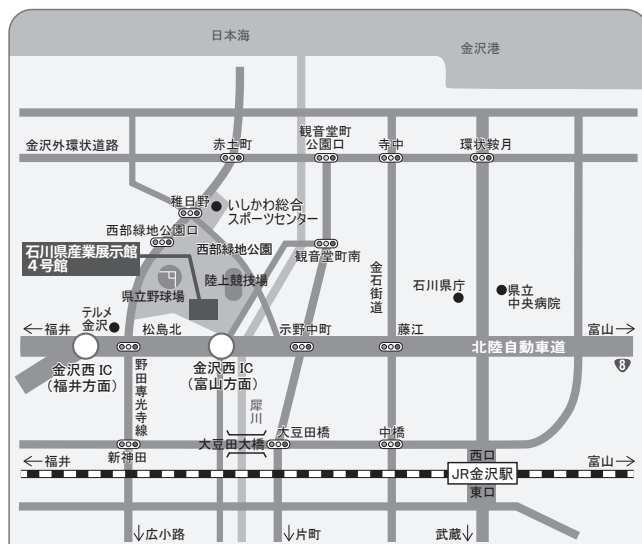 日本海
金沢港
金沢外環状道路
赤土町
観音堂町
公園口
寺中
環状鞍月
稚日野
いしかわ総合
スポーツセンター
西部緑地公園口
西部緑地公園
観音堂町南
石川県産業展示館
4号館
陸上競技場
県立野球場
金石街道
石川県庁
県立
中央病院
テルメ
金沢
←福井
松島北
示野中町
藤江
富山→
北陸自動車道
8
金沢西IC
(福井方面)
金沢西IC
(富山方面)
野田専光寺線
犀川
大豆田大橋
大豆田橋
中橋
←福井
新神田
西口
富山→
JR金沢駅
東口
↓広小路
↓片町
武蔵↓